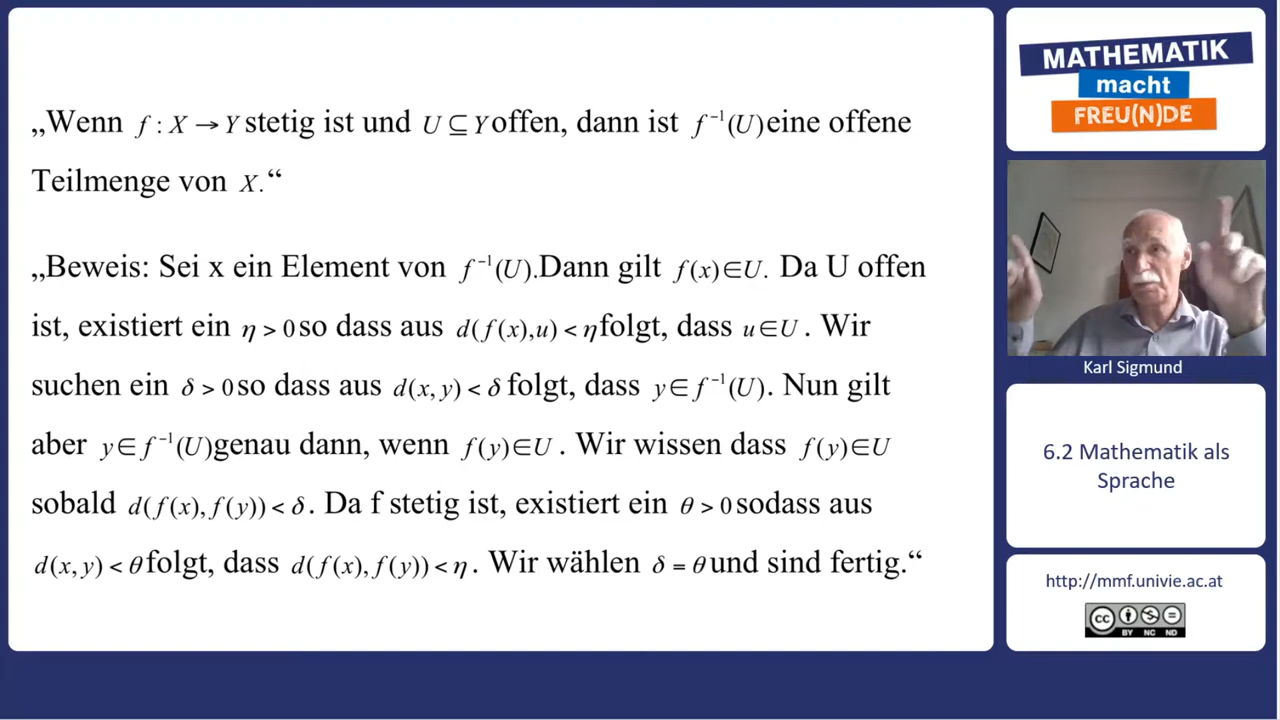 „Wenn f : X → Y stetig ist und U ⊆ Y offen, dann ist f⁻¹(U) eine offene
Teilmenge von X.“
„Beweis: Sei x ein Element von f⁻¹(U). Dann gilt f(x)∈U. Da U offen
ist, existiert ein η > 0 so dass aus d(f(x),u) < η folgt, dass u∈U . Wir
suchen ein δ > 0 so dass aus d(x, y) < δ folgt, dass y∈ f⁻¹(U). Nun gilt
aber y∈ f⁻¹(U) genau dann, wenn f(y)∈U . Wir wissen dass f(y)∈U
sobald d(f(x), f(y)) < δ . Da f stetig ist, existiert ein θ > 0 sodass aus
d(x, y) < θ folgt, dass d(f(x), f(y)) < η . Wir wählen δ = θ und sind fertig.“
MATHEMATIK
macht
FREU(N)DE
Karl Sigmund
6.2 Mathematik als
Sprache
http://mmf.univie.ac.at
cc
BY NC ND